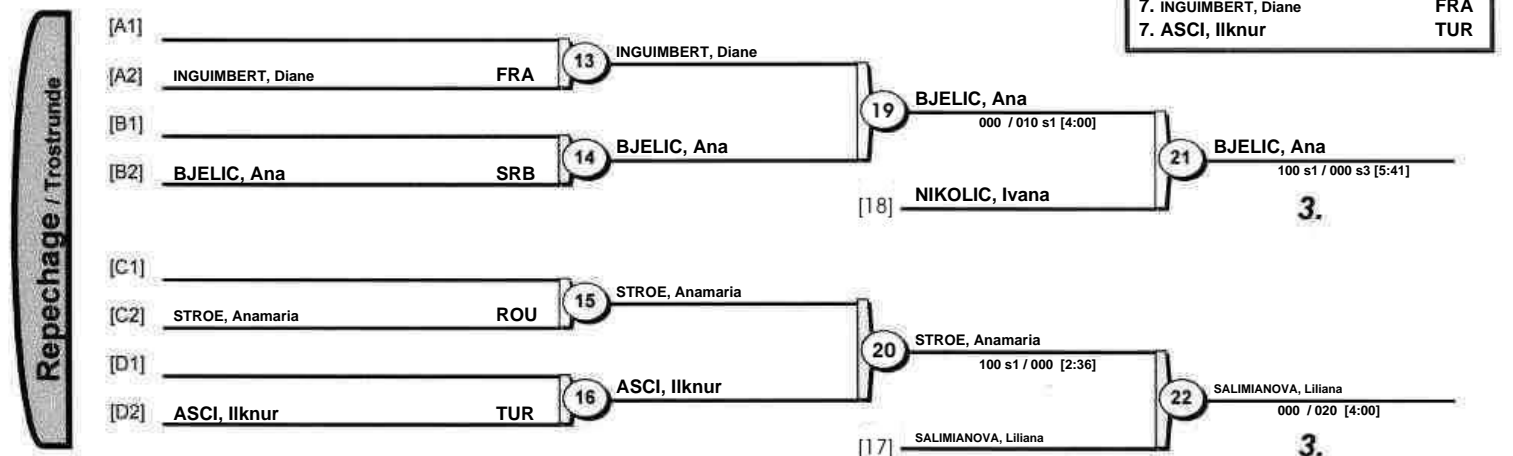 7. INGUIMBERT, Diane FRA
7. ASCI, Ilknur TUR
Repechage / Trostrunde
[A1]
13 INGUIMBERT, Diane
[A2] INGUIMBERT, Diane FRA
19 BJELIC, Ana
000 / 010 s1 [4:00]
[B1]
14 BJELIC, Ana
21 BJELIC, Ana
100 s1 / 000 s3 [5:41]
[B2] BJELIC, Ana SRB
[18] NIKOLIC, Ivana
3.
[C1]
15 STROE, Anamaria
[C2] STROE, Anamaria ROU
20 STROE, Anamaria
100 s1 / 000 [2:36]
[D1]
16 ASCI, Ilknur
22 SALIMIANOVA, Liliana
000 / 020 [4:00]
[D2] ASCI, Ilknur TUR
[17] SALIMIANOVA, Liliana
3.